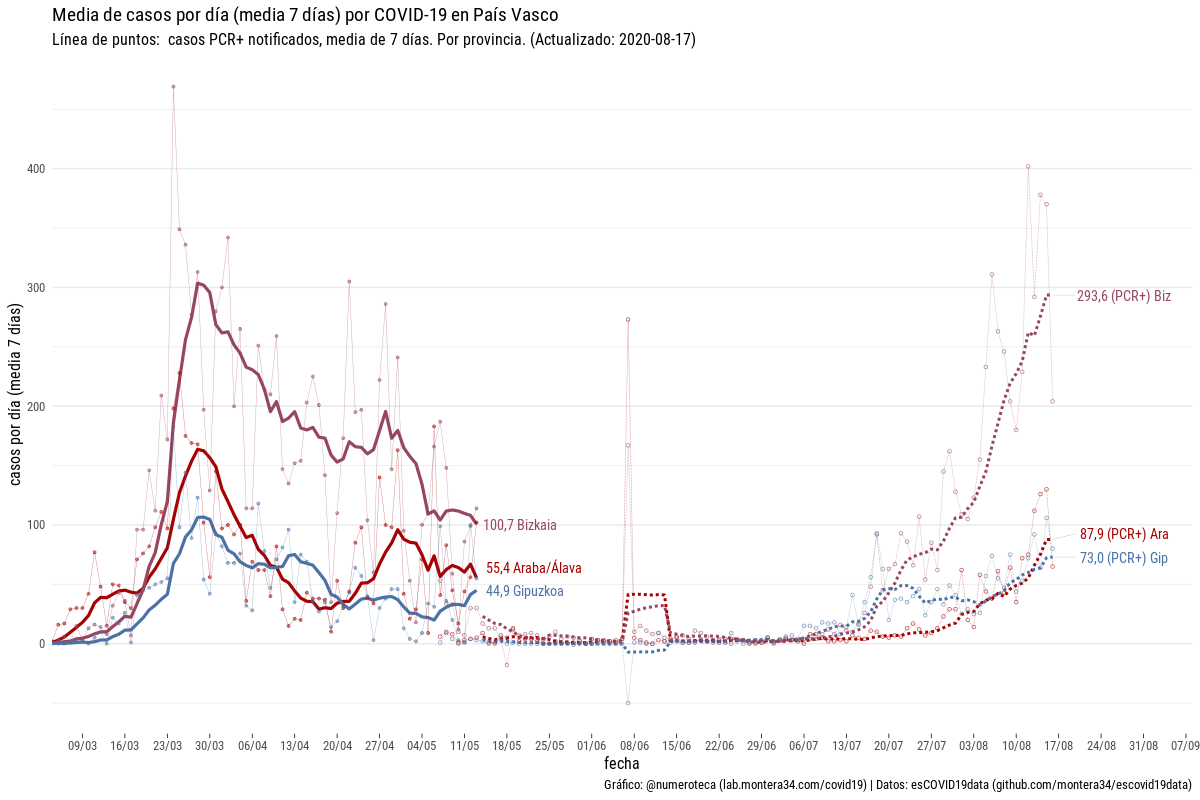 Media de casos por día (media 7 días) por COVID-19 en País Vasco
Línea de puntos:  casos PCR+ notificados, media de 7 días. Por provincia. (Actualizado: 2020-08-17)
casos por día (media 7 días)
400
300
200
100
0
293,6 (PCR+) Biz
87,9 (PCR+) Ara
73,0 (PCR+) Gip
100,7 Bizkaia
55,4 Araba/Álava
44,9 Gipuzkoa
09/03 16/03 23/03 30/03 06/04 13/04 20/04 27/04 04/05 11/05 18/05 25/05 01/06 08/06 15/06 22/06 29/06 06/07 13/07 20/07 27/07 03/08 10/08 17/08 24/08 31/08 07/09
fecha
Gráfico: @numeroteca (lab.montera34.com/covid19) | Datos: esCOVID19data (github.com/montera34/escovid19data)